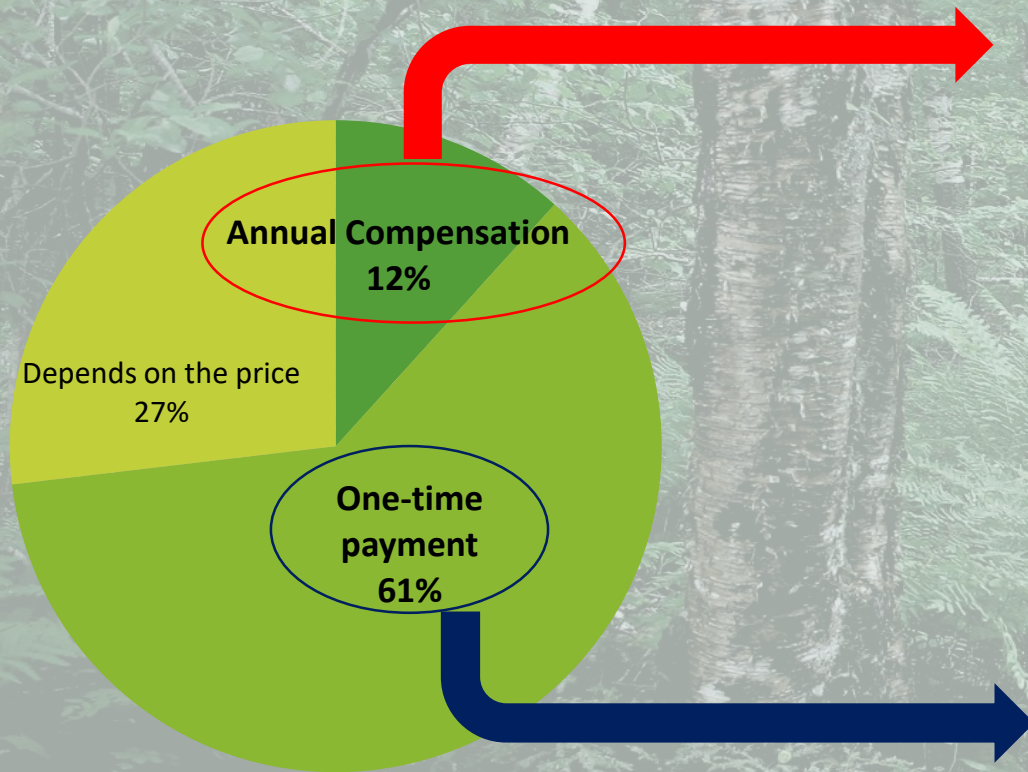 Annual Compensation
12%
Depends on the price
27%
One-time
payment
61%